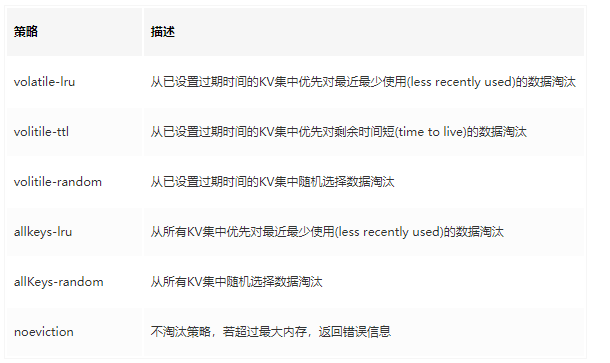 策略 描述
volatile-lru 从已设置过期时间的KV集中优先对最近最少使用(less recently used)的数据淘汰
volitile-ttl 从已设置过期时间的KV集中优先对剩余时间短(time to live)的数据淘汰
volitile-random 从已设置过期时间的KV集中随机选择数据淘汰
allkeys-lru 从所有KV集中优先对最近最少使用(less recently used)的数据淘汰
allKeys-random 从所有KV集中随机选择数据淘汰
noeviction 不淘汰策略，若超过最大内存，返回错误信息